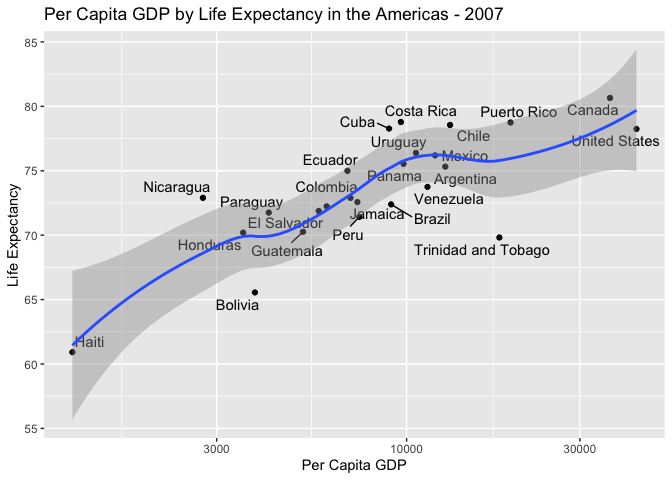 Per Capita GDP by Life Expectancy in the Americas - 2007
85
80
75
70
65
60
55
Life Expectancy
Canada
Costa Rica
Puerto Rico
Cuba
Chile
United States
Uruguay
Mexico
Ecuador
Panama
Argentina
Nicaragua
Colombia
Venezuela
Paraguay
Jamaica
Brazil
El Salvador
Peru
Honduras
Guatemala
Trinidad and Tobago
Bolivia
Haiti
3000
10000
30000
Per Capita GDP